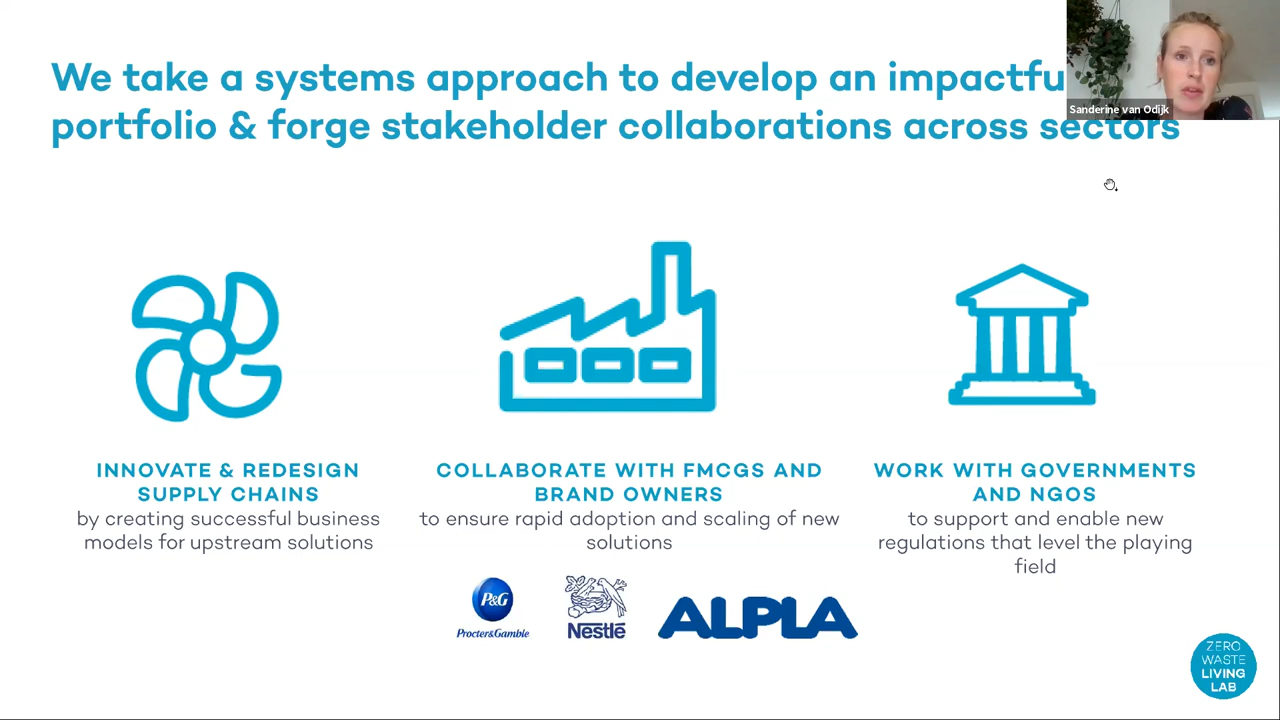 We take a systems approach to develop an impactfu
portfolio & forge stakeholder collaborations across sectors
Sanderine van Odijk
INNOVATE & REDESIGN
SUPPLY CHAINS
by creating successful business
models for upstream solutions
COLLABORATE WITH FMCGS AND
BRAND OWNERS
to ensure rapid adoption and scaling of new
solutions
P&G
Procter&Gamble
Nestlé
ALPLA
WORK WITH GOVERNMENTS
AND NGOS
to support and enable new
regulations that level the playing
field
ZERO
WASTE
LIVING
LAB